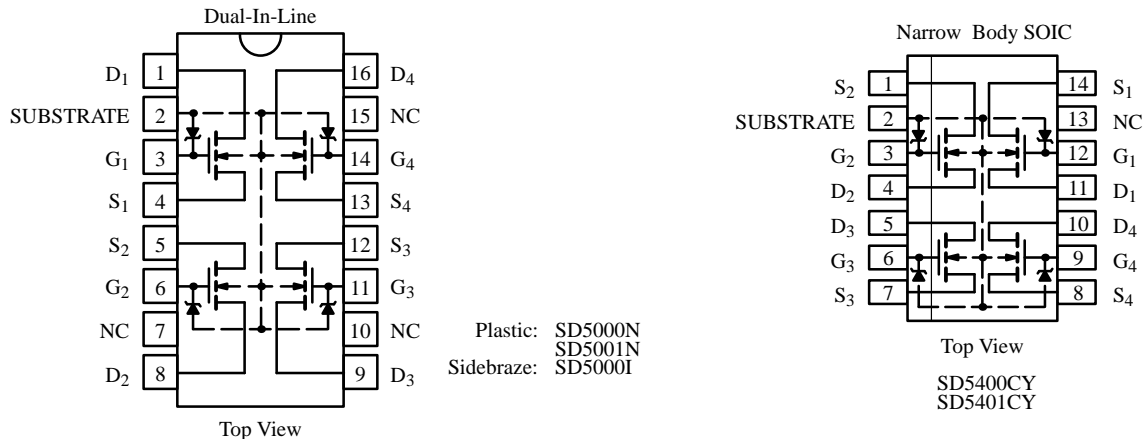 Dual-In-Line
D1 1 16 D4
SUBSTRATE 2 15 NC
G1 3 14 G4
S1 4 13 S4
S2 5 12 S3
G2 6 11 G3
NC 7 10 NC
D2 8 9 D3
Top View
Plastic: SD5000N
SD5001N
Sidebraze: SD5000I
Narrow Body SOIC
S2 1 14 S1
SUBSTRATE 2 13 NC
G2 3 12 G1
D2 4 11 D1
D3 5 10 D4
G3 6 9 G4
S3 7 8 S4
Top View
SD5400CY
SD5401CY